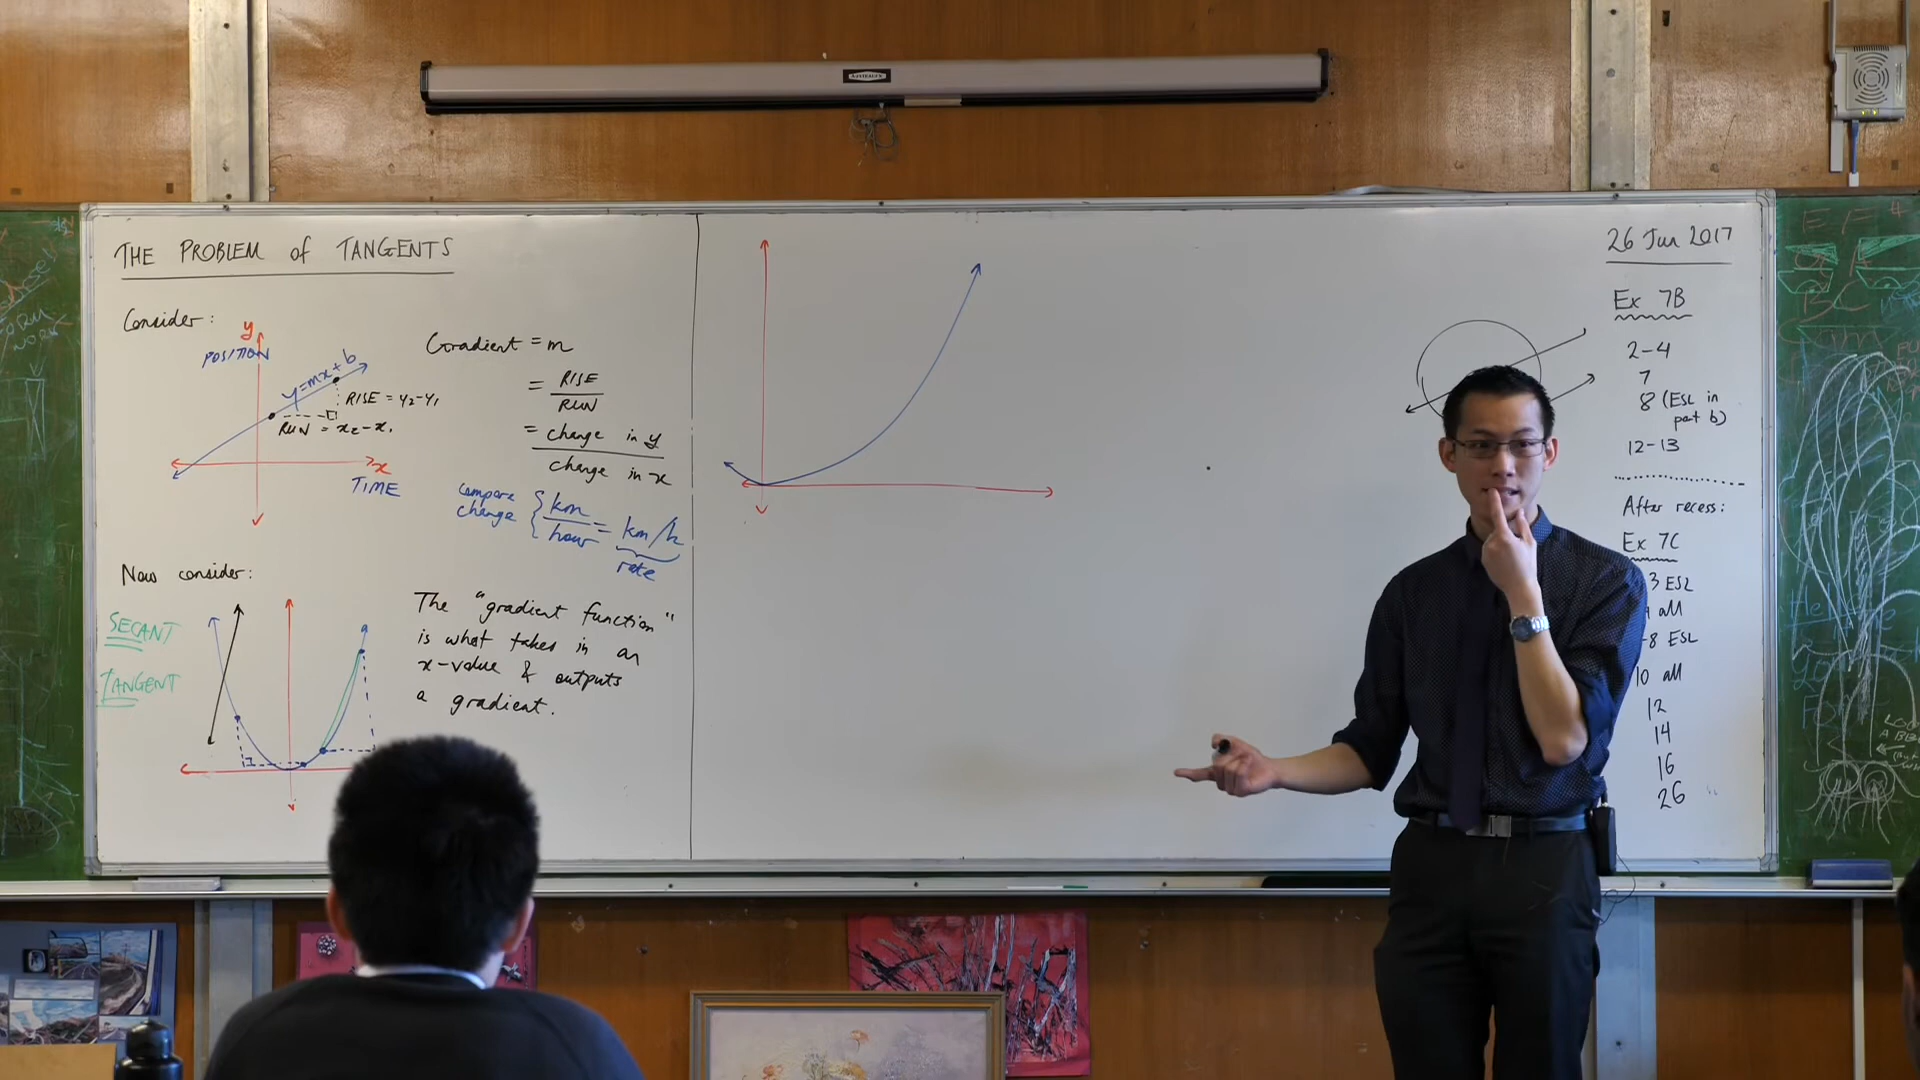 THE PROBLEM of TANGENTS
Consider:
y
POSITION
y=mx+b
RISE = y₂-y₁
RUN = x₂-x₁
x
TIME
Gradient = m
= RISE
RUN
= change in y
change in x
compare
change
km
hour
= km/h
rate
Now consider:
SECANT
TANGENT
The "gradient function"
is what takes in an
x-value & outputs
a gradient.
26 Jun 2017
Ex 7B
2-4
7
8 (ESL in
part b)
12-13
After recess:
Ex 7C
3 ESL
all
-8 ESL
10 all
12
14
16
26